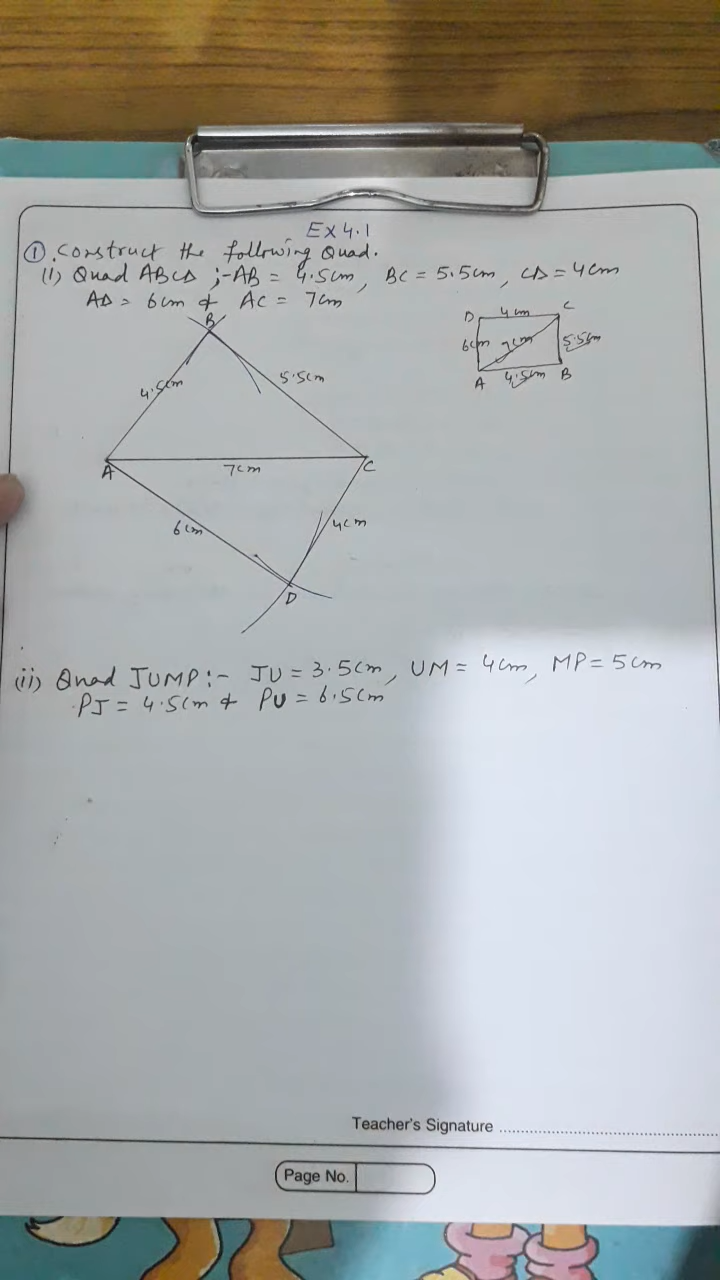 Ex 4.1
① Construct the following Quad.
(i) Quad ABCD :- AB = 4.5cm, BC = 5.5cm, CD = 4cm
AD = 6cm & AC = 7cm
D 4cm C
6cm 7cm 5.5cm
A 4.5cm B
B
4.5cm 5.5cm
A 7cm C
6cm 4cm
D
(ii) Quad JUMP:- JU = 3.5cm, UM = 4cm, MP = 5cm
PJ = 4.5cm & PU = 6.5cm
Teacher's Signature ............................................
Page No.